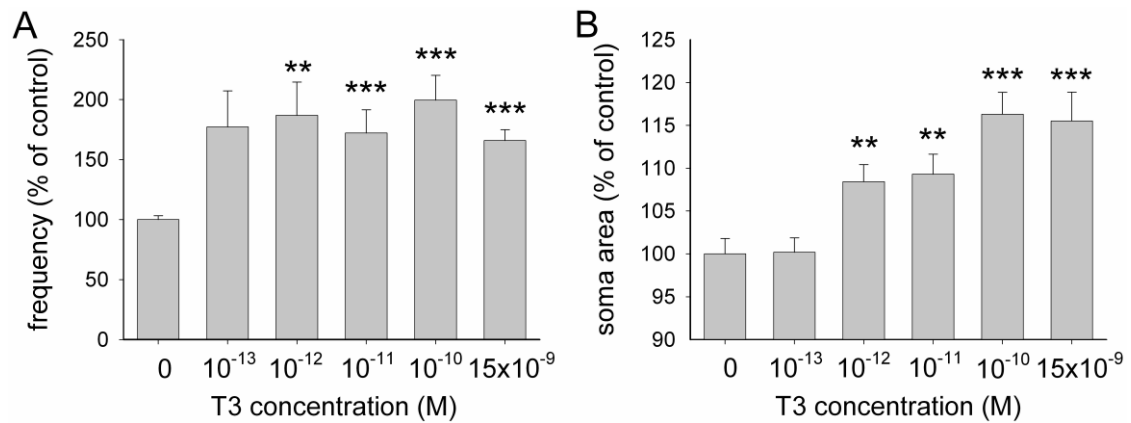 A
frequency (% of control)
250
200
150
100
50
0
**
***
***
***
0 10⁻¹³ 10⁻¹² 10⁻¹¹ 10⁻¹⁰ 15x10⁻⁹
T3 concentration (M)
B
soma area (% of control)
125
120
115
110
105
100
95
90
**
**
***
***
0 10⁻¹³ 10⁻¹² 10⁻¹¹ 10⁻¹⁰ 15x10⁻⁹
T3 concentration (M)